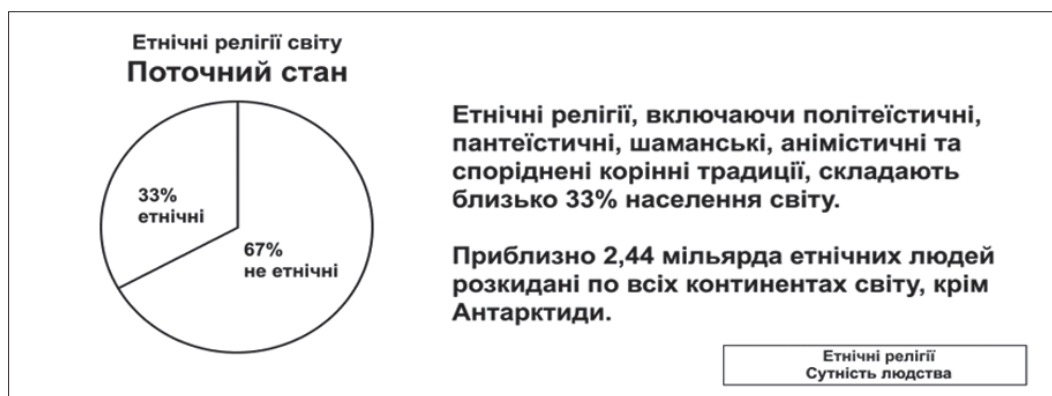 Етнічні релігії світу
Поточний стан
33%
етнічні
67%
не етнічні
Етнічні релігії, включаючи політеїстичні,
пантеїстичні, шаманські, анімістичні та
споріднені корінні традиції, складають
близько 33% населення світу.
Приблизно 2,44 мільярда етнічних людей
розкидані по всіх континентах світу, крім
Антарктиди.
Етнічні релігії
Сутність людства